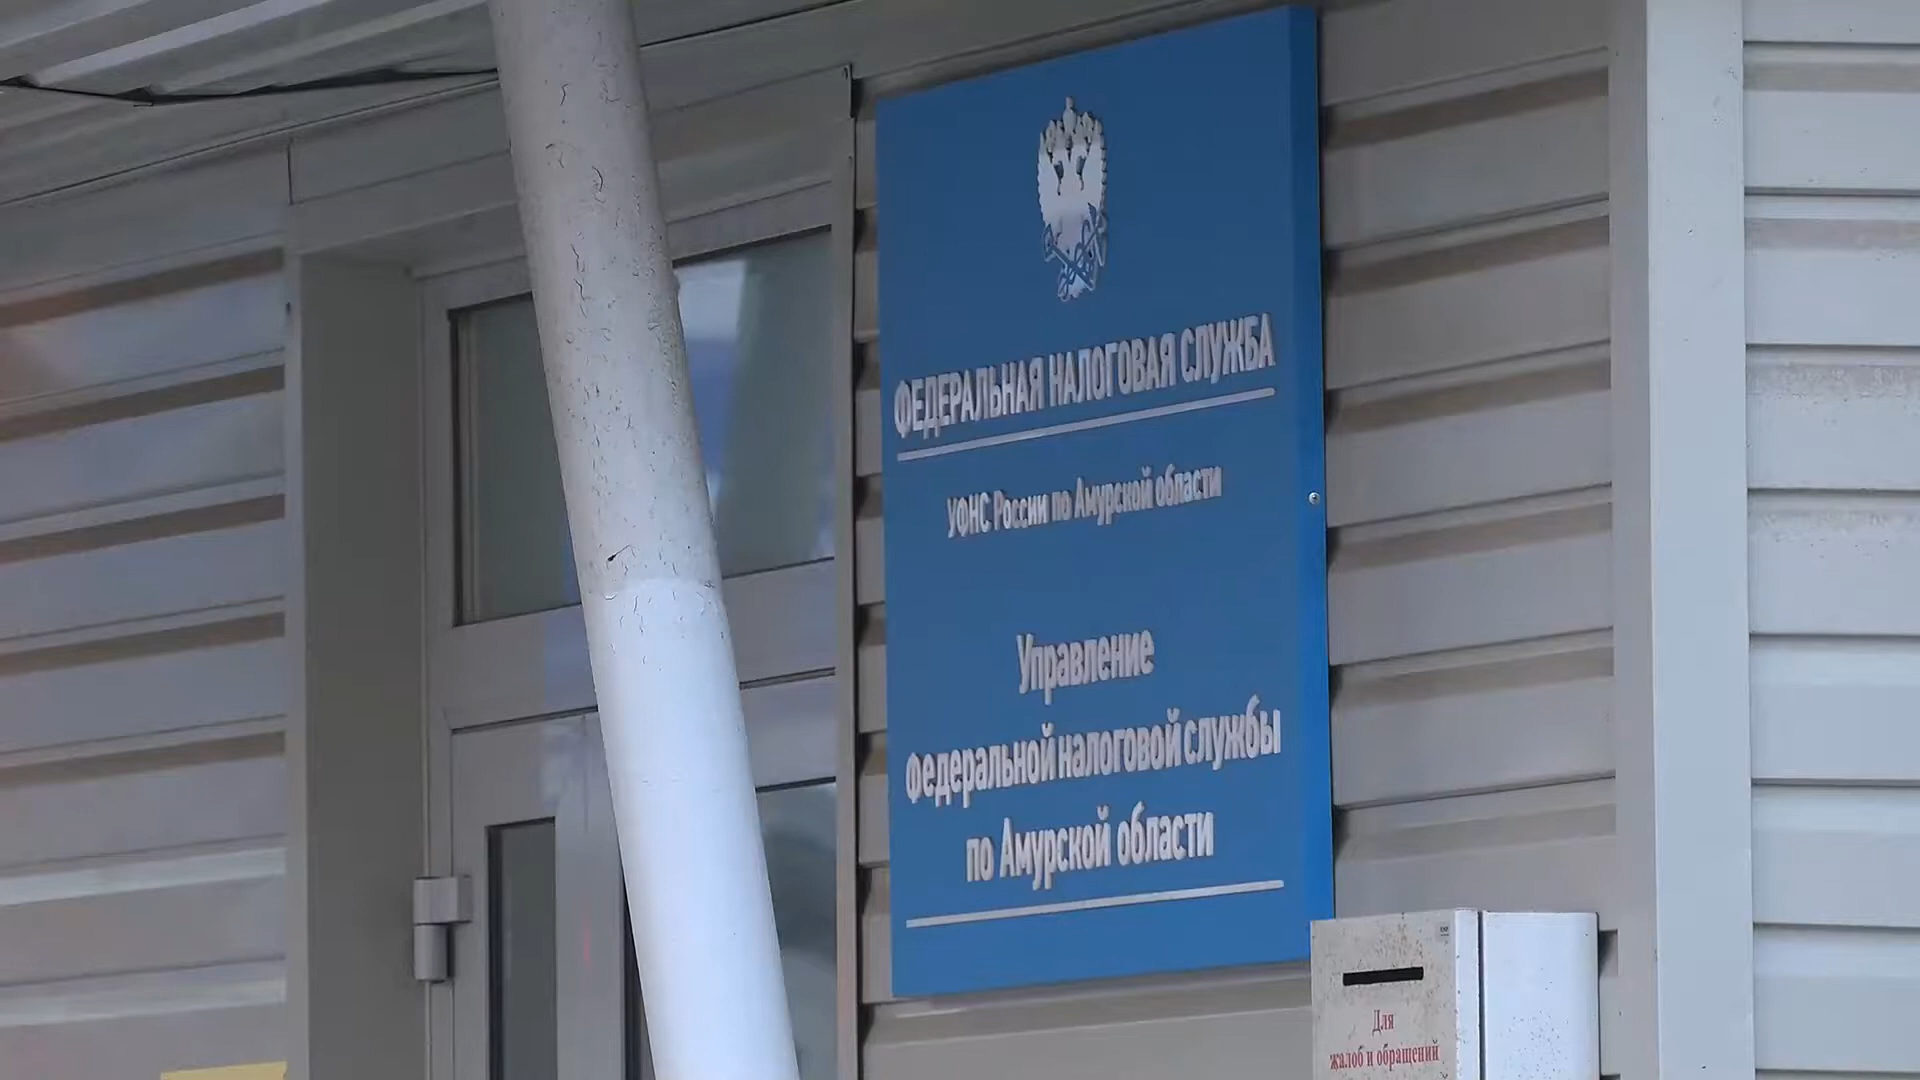 ФЕДЕРАЛЬНАЯ НАЛОГОВАЯ СЛУЖБА
УФНС России по Амурской области
Управление
Федеральной налоговой службы
по Амурской области
Для
жалоб и обращений